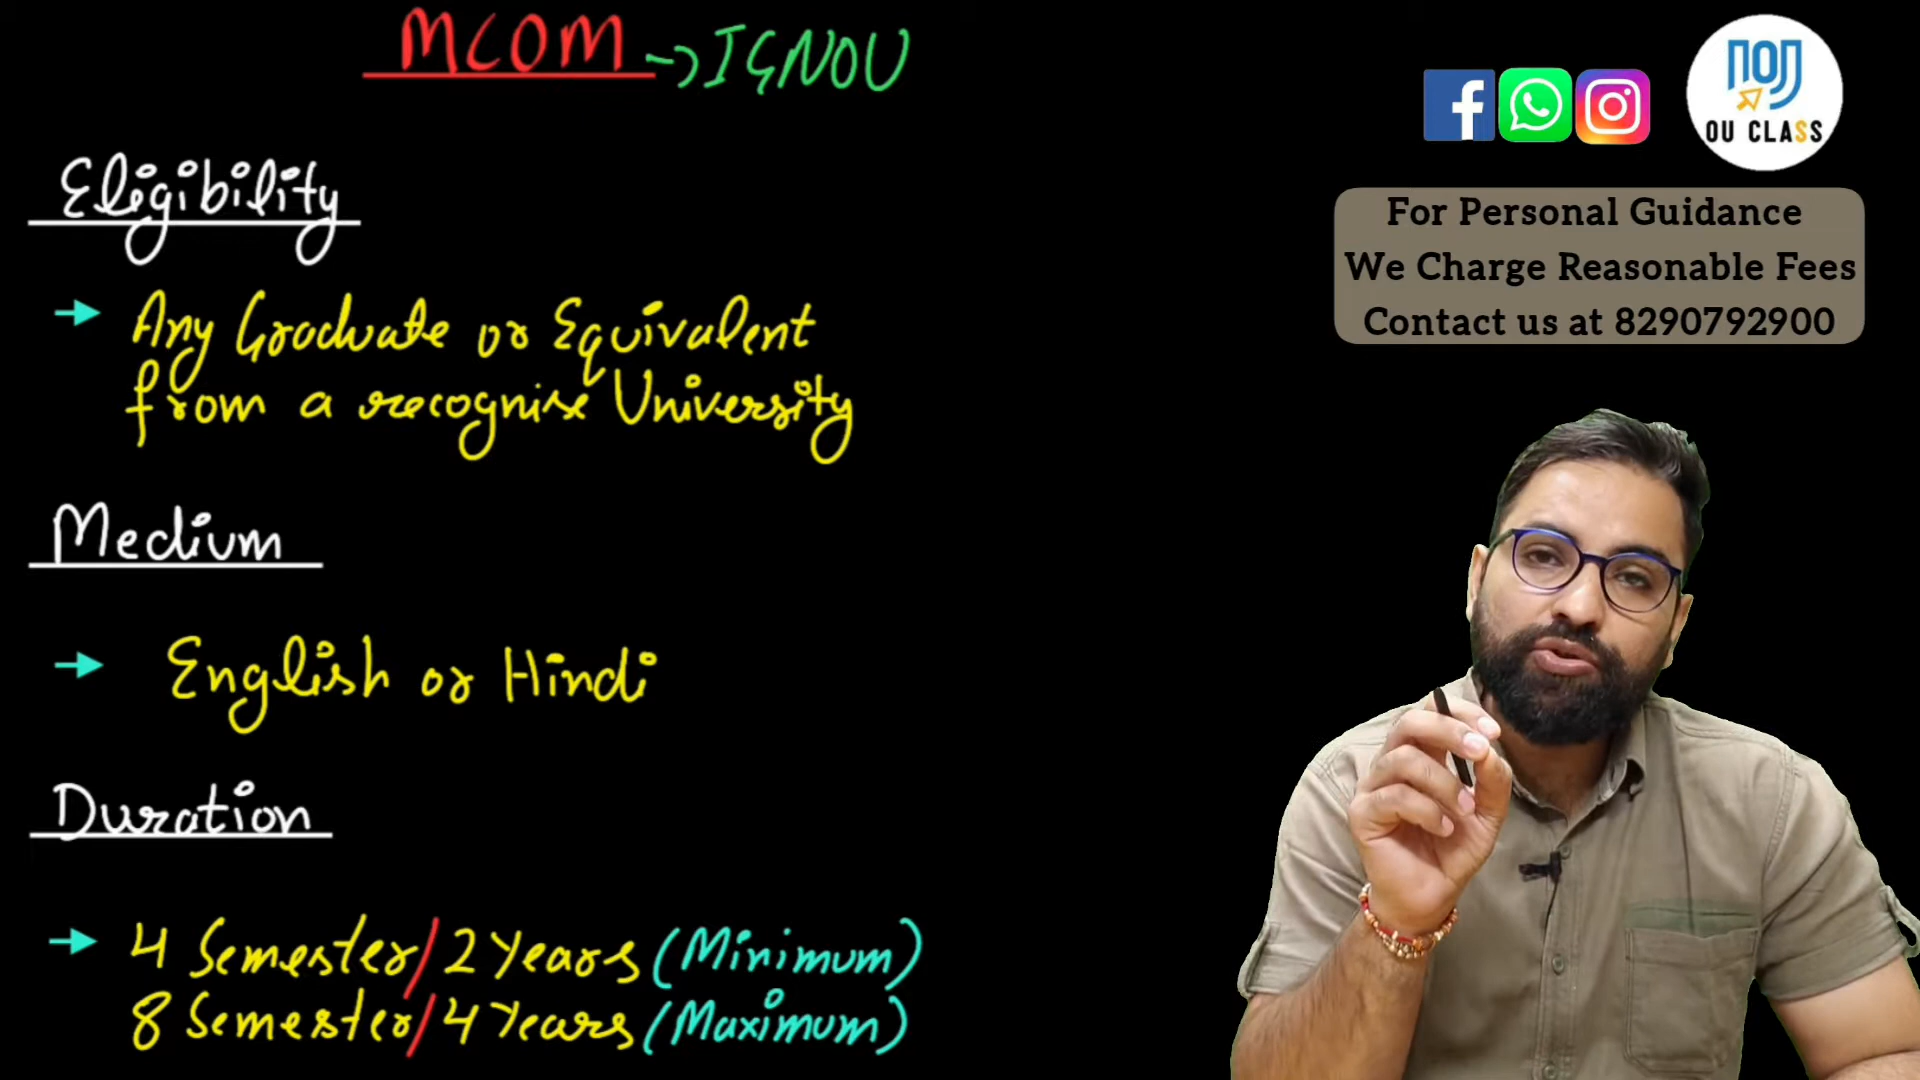 MCOM → IGNOU
Eligibility
→ Any Graduate or Equivalent
from a recognise University
Medium
→ English or Hindi
Duration
→ 4 Semester/2 Years (Minimum)
8 Semester/4 Years (Maximum)
OU CLASS
For Personal Guidance
We Charge Reasonable Fees
Contact us at 8290792900